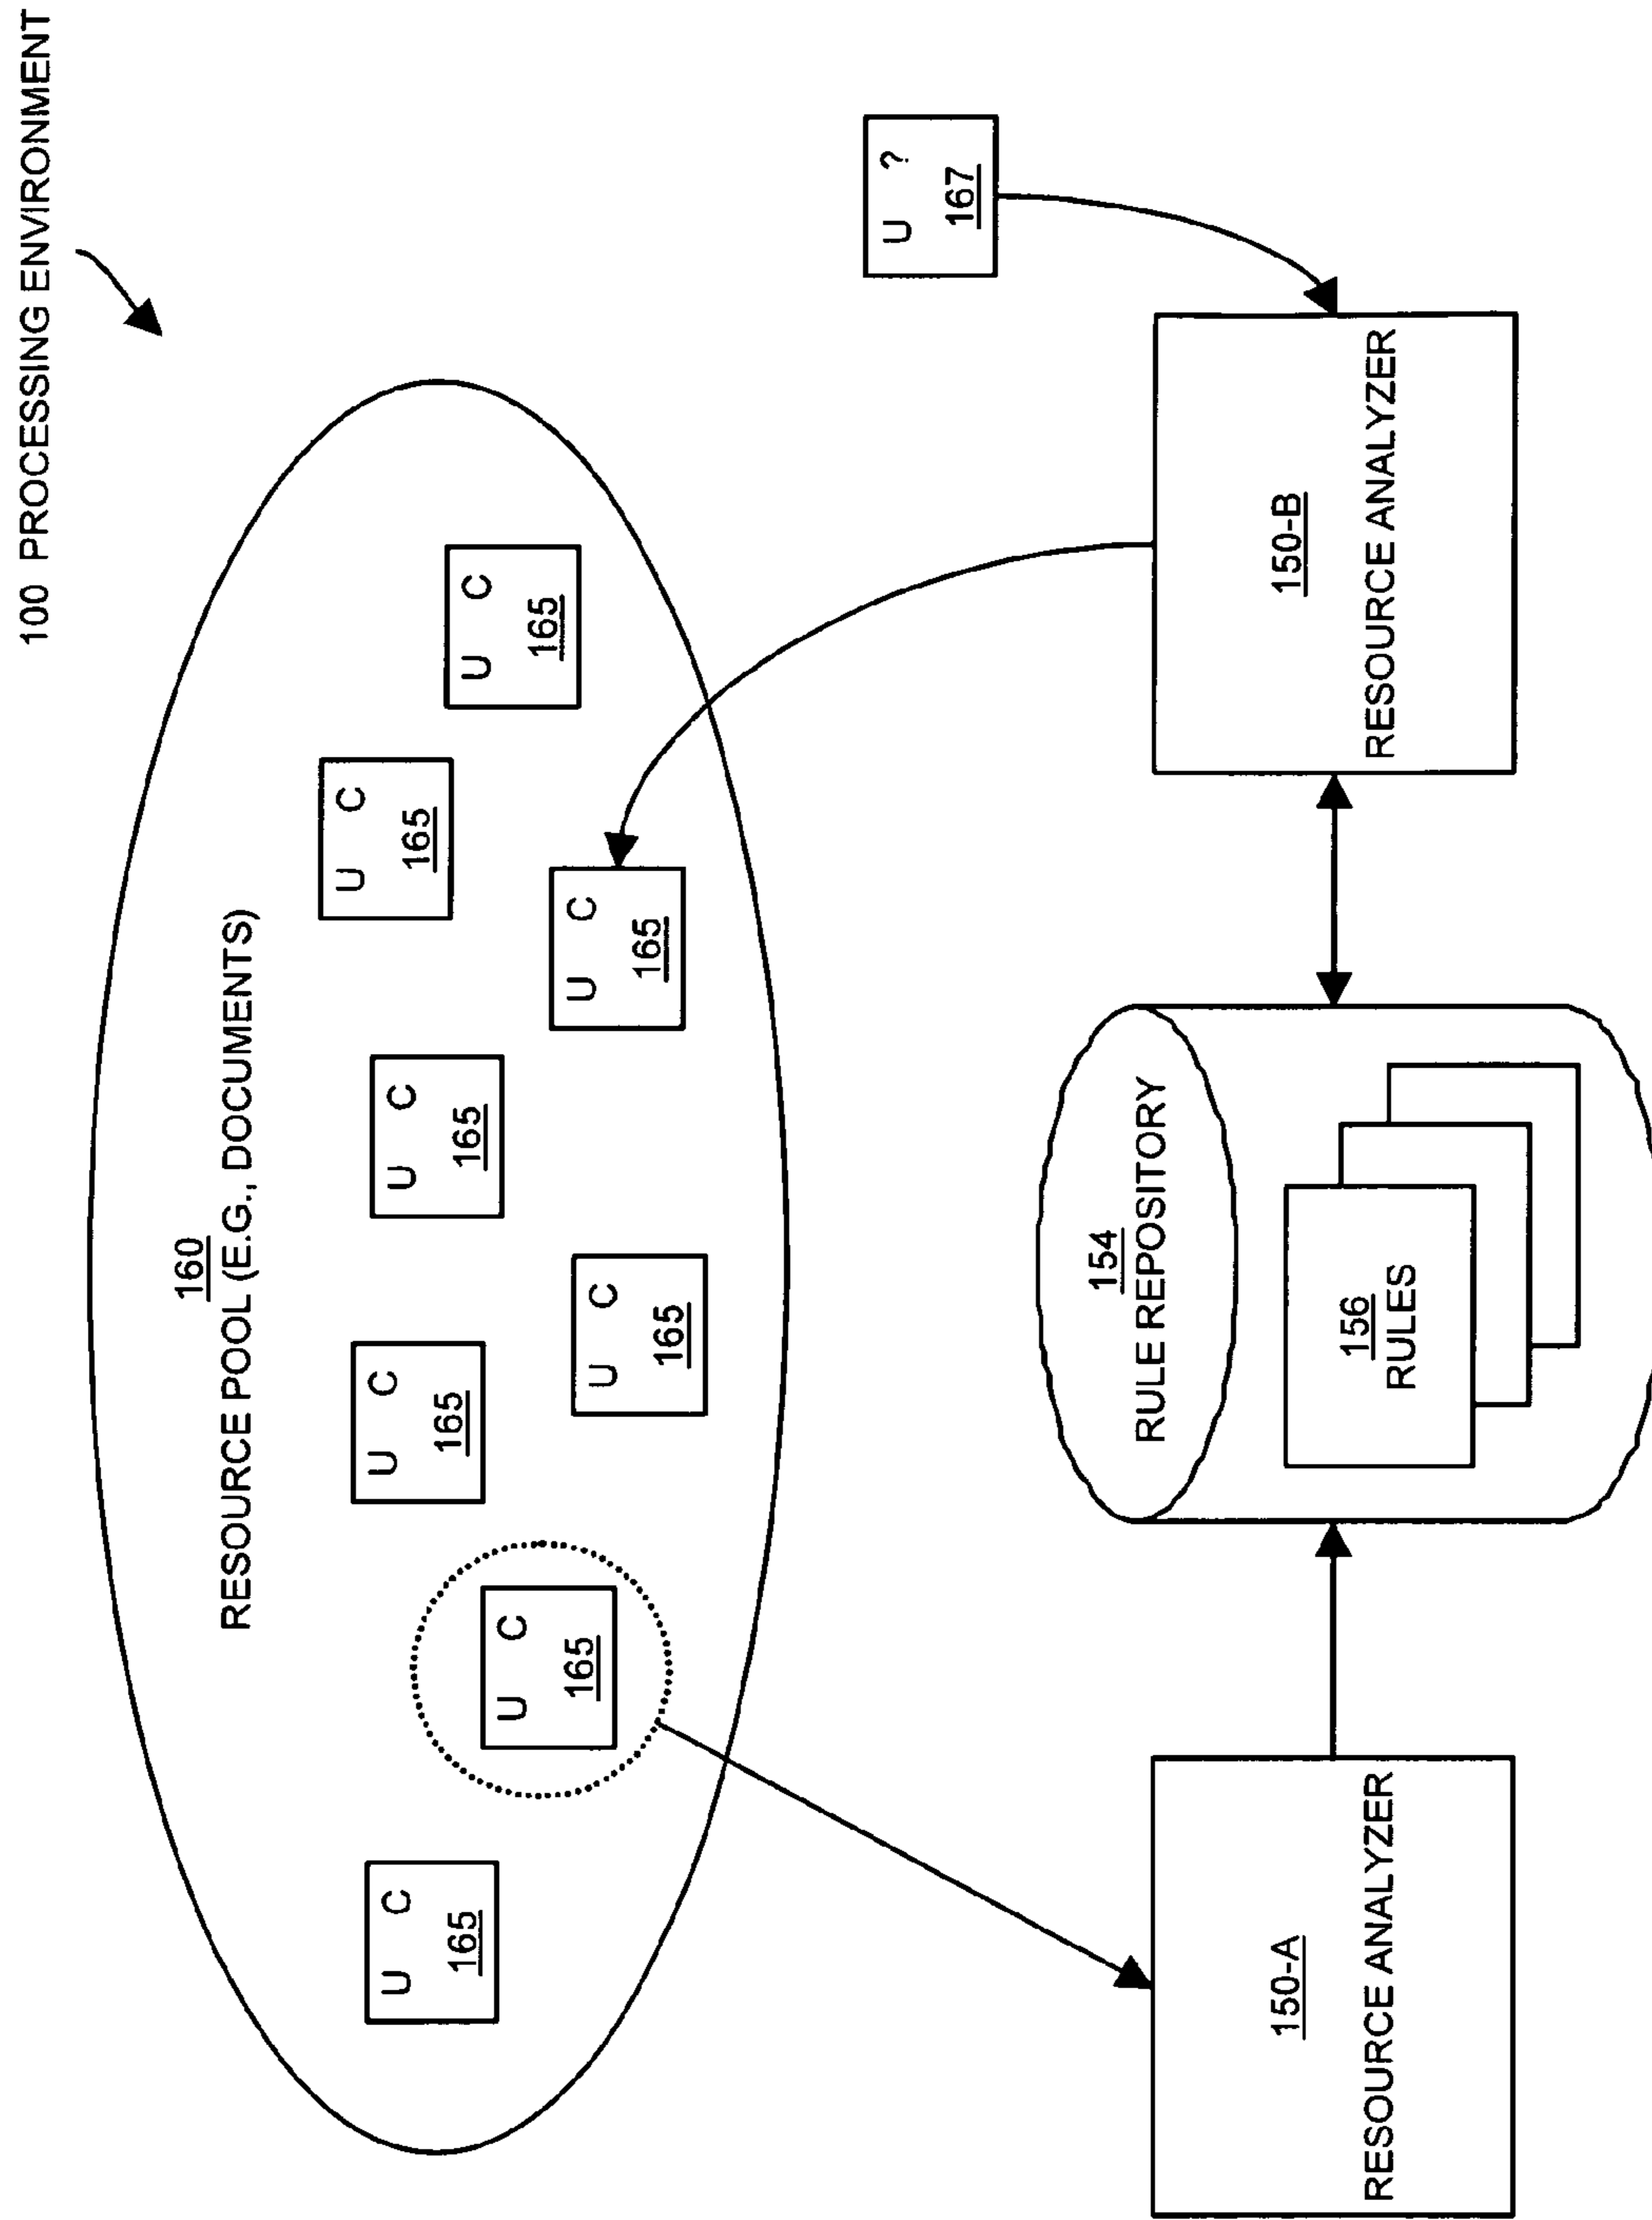 100 PROCESSING ENVIRONMENT
160
RESOURCE POOL (E.G., DOCUMENTS)
U C
165
U C
165
U C
165
U C
165
U C
165
U C
165
U C
165
U C
165
U ?
167
150-A
RESOURCE ANALYZER
154
RULE REPOSITORY
156
RULES
150-B
RESOURCE ANALYZER